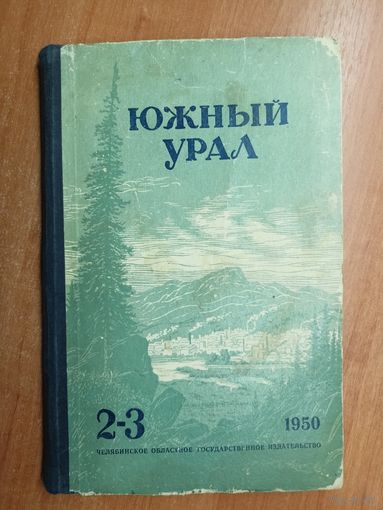 ЮЖНЫЙ
УРАЛ
2-3
1950
ЧЕЛЯБИНСКОЕ ОБЛАСТНОЕ ГОСУДАРСТВЕННОЕ ИЗДАТЕЛЬСТВО